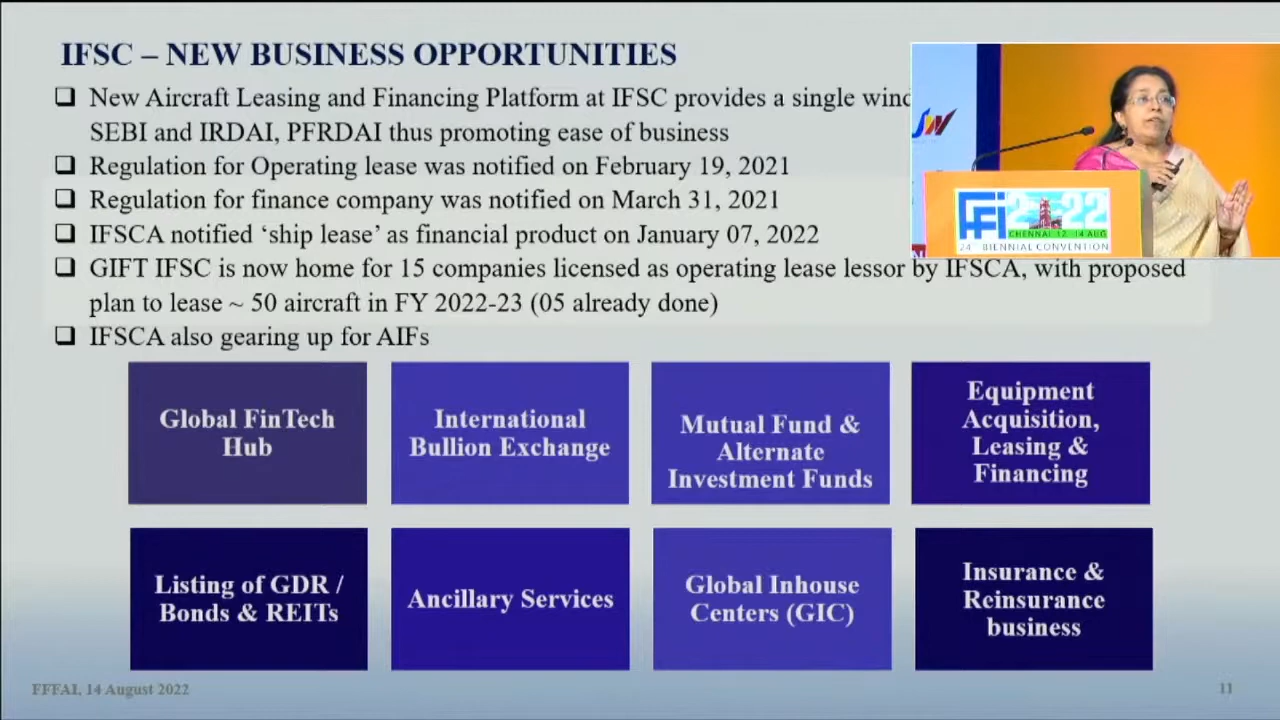 IFSC – NEW BUSINESS OPPORTUNITIES
❑ New Aircraft Leasing and Financing Platform at IFSC provides a single
SEBI and IRDAI, PFRDAI thus promoting ease of business
❑ Regulation for Operating lease was notified on February 19, 2021
❑ Regulation for finance company was notified on March 31, 2021
❑ IFSCA notified ‘ship lease’ as financial product on January 07, 2022
❑ GIFT IFSC is now home for 15 companies licensed as operating lease lessor by IFSCA, with proposed
plan to lease ~ 50 aircraft in FY 2022-23 (05 already done)
❑ IFSCA also gearing up for AIFs
FFFAI 2022
CHENNAI, 12 - 14 AUG
24th BIENNIAL CONVENTION
Global FinTech
Hub
International
Bullion Exchange
Mutual Fund &
Alternate
Investment Funds
Equipment
Acquisition,
Leasing &
Financing
Listing of GDR /
Bonds & REITs
Ancillary Services
Global Inhouse
Centers (GIC)
Insurance &
Reinsurance
business
FFFAI, 14 August 2022
11